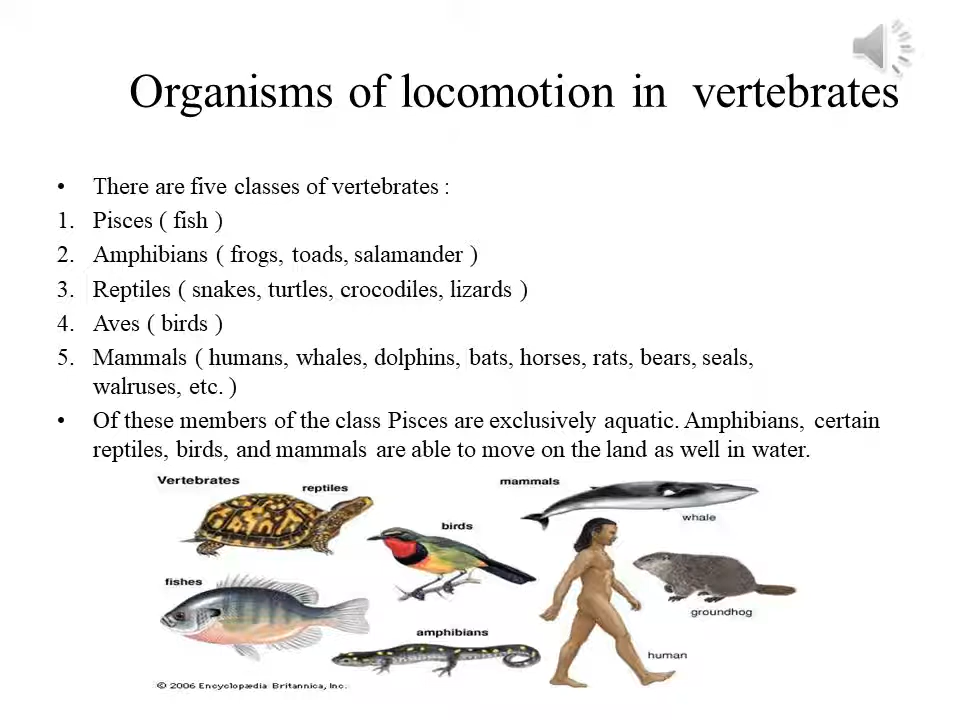 Organisms of locomotion in vertebrates
• There are five classes of vertebrates :
1. Pisces ( fish )
2. Amphibians ( frogs, toads, salamander )
3. Reptiles ( snakes, turtles, crocodiles, lizards )
4. Aves ( birds )
5. Mammals ( humans, whales, dolphins, bats, horses, rats, bears, seals,
walruses, etc. )
• Of these members of the class Pisces are exclusively aquatic. Amphibians, certain
reptiles, birds, and mammals are able to move on the land as well in water.
Vertebrates
reptiles
mammals
whale
birds
fishes
groundhog
amphibians
human
© 2006 Encyclopædia Britannica, Inc.